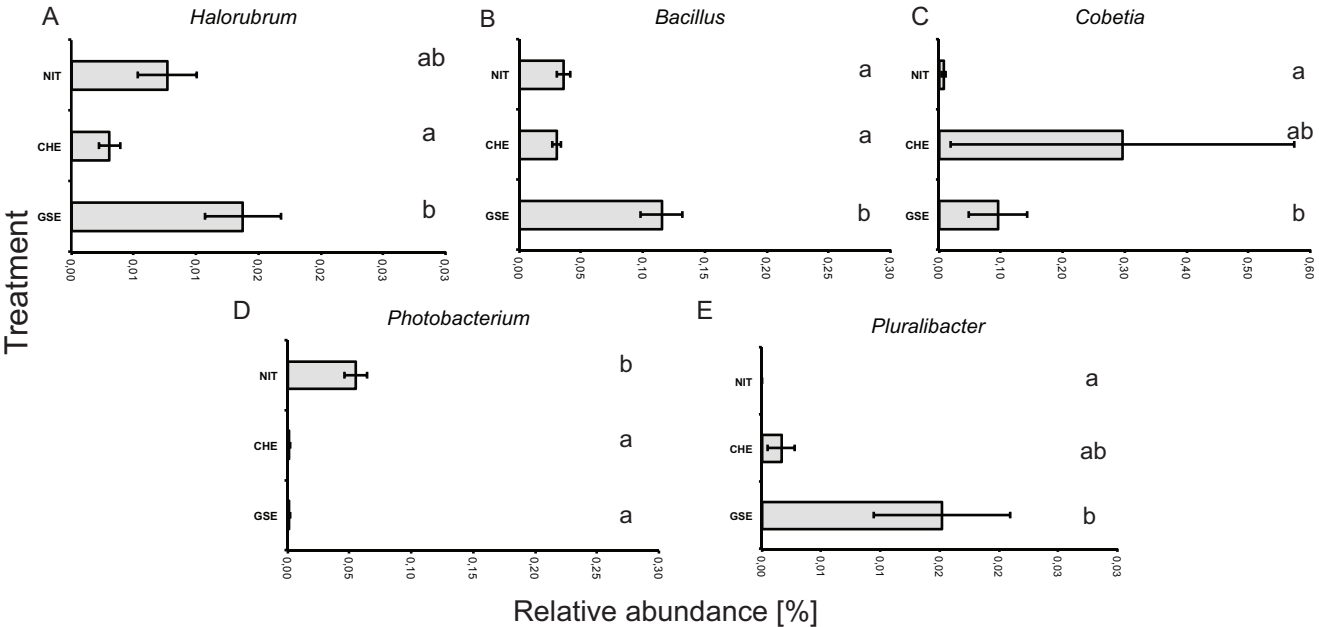 A
Halorubrum
NIT
ab
CHE
a
GSE
b
0,00
0,01
0,01
0,02
0,02
0,03
0,03
B
Bacillus
NIT
a
CHE
a
GSE
b
0,00
0,05
0,10
0,15
0,20
0,25
0,30
C
Cobetia
NIT
a
CHE
ab
GSE
b
0,00
0,10
0,20
0,30
0,40
0,50
0,60
Treatment
D
Photobacterium
NIT
b
CHE
a
GSE
a
0,00
0,05
0,10
0,15
0,20
0,25
0,30
E
Pluralibacter
NIT
a
CHE
ab
GSE
b
0,00
0,01
0,01
0,02
0,02
0,03
0,03
Relative abundance [%]